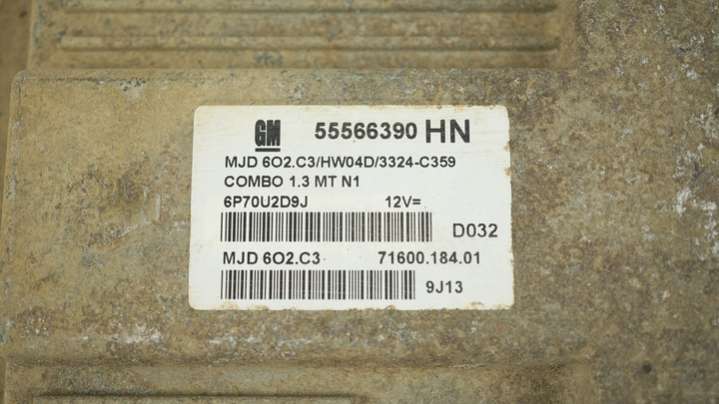 GM 55566390 HN
MJD 6O2.C3/HW04D/3324-C359
COMBO 1.3 MT N1
6P70U2D9J 12V=
D032
MJD 6O2.C3 71600.184.01
9J13